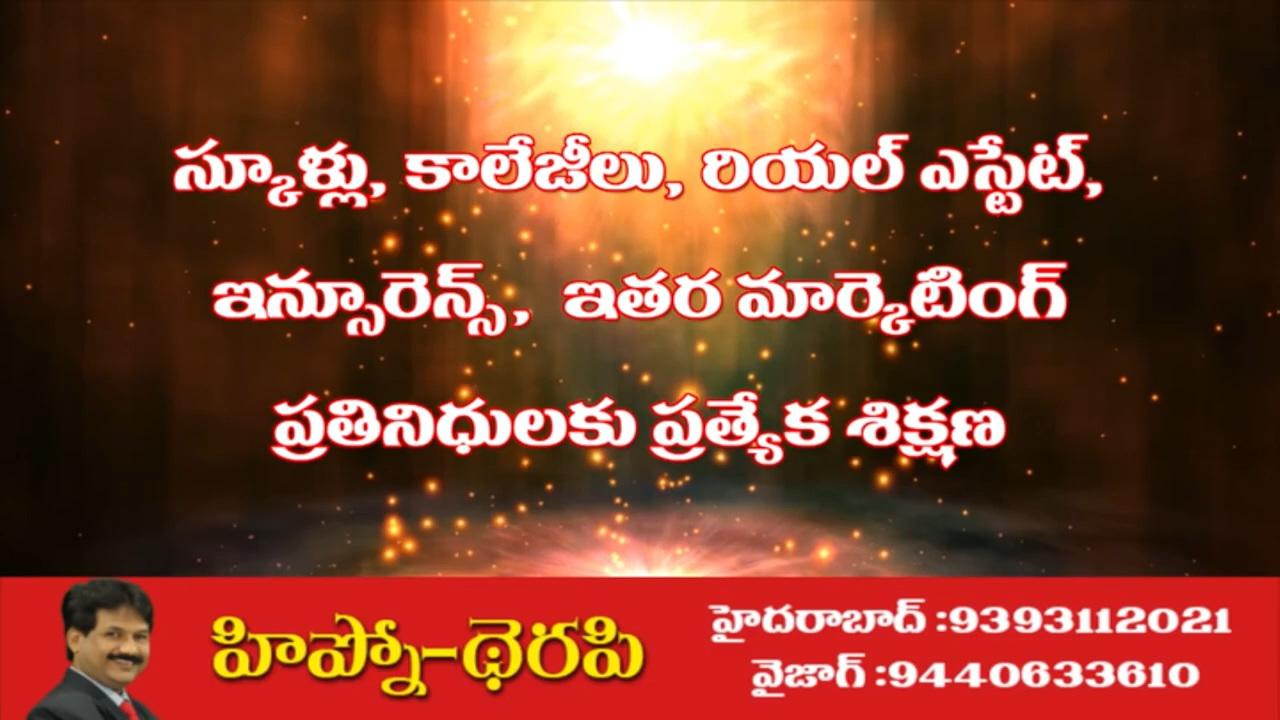 స్కూళ్లు, కాలేజీలు, రియల్ ఎస్టేట్,
ఇన్సూరెన్స్, ఇతర మార్కెటింగ్
ప్రతినిధులకు ప్రత్యేక శిక్షణ
హిప్నో-థెరపి
హైదరాబాద్ :9393112021
వైజాగ్ :9440633610